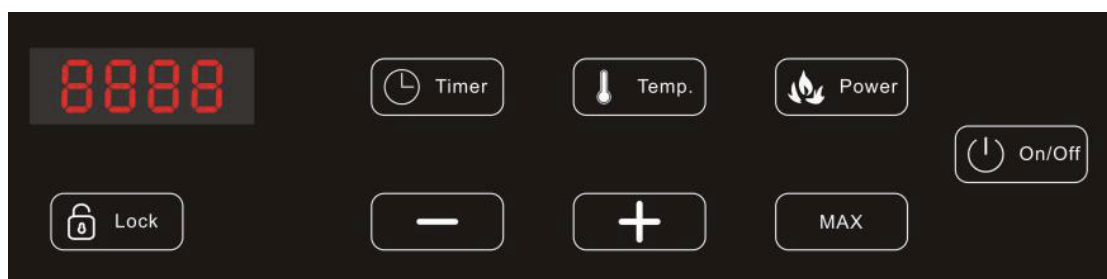 8888
Timer
Temp.
Power
On/Off
Lock
MAX